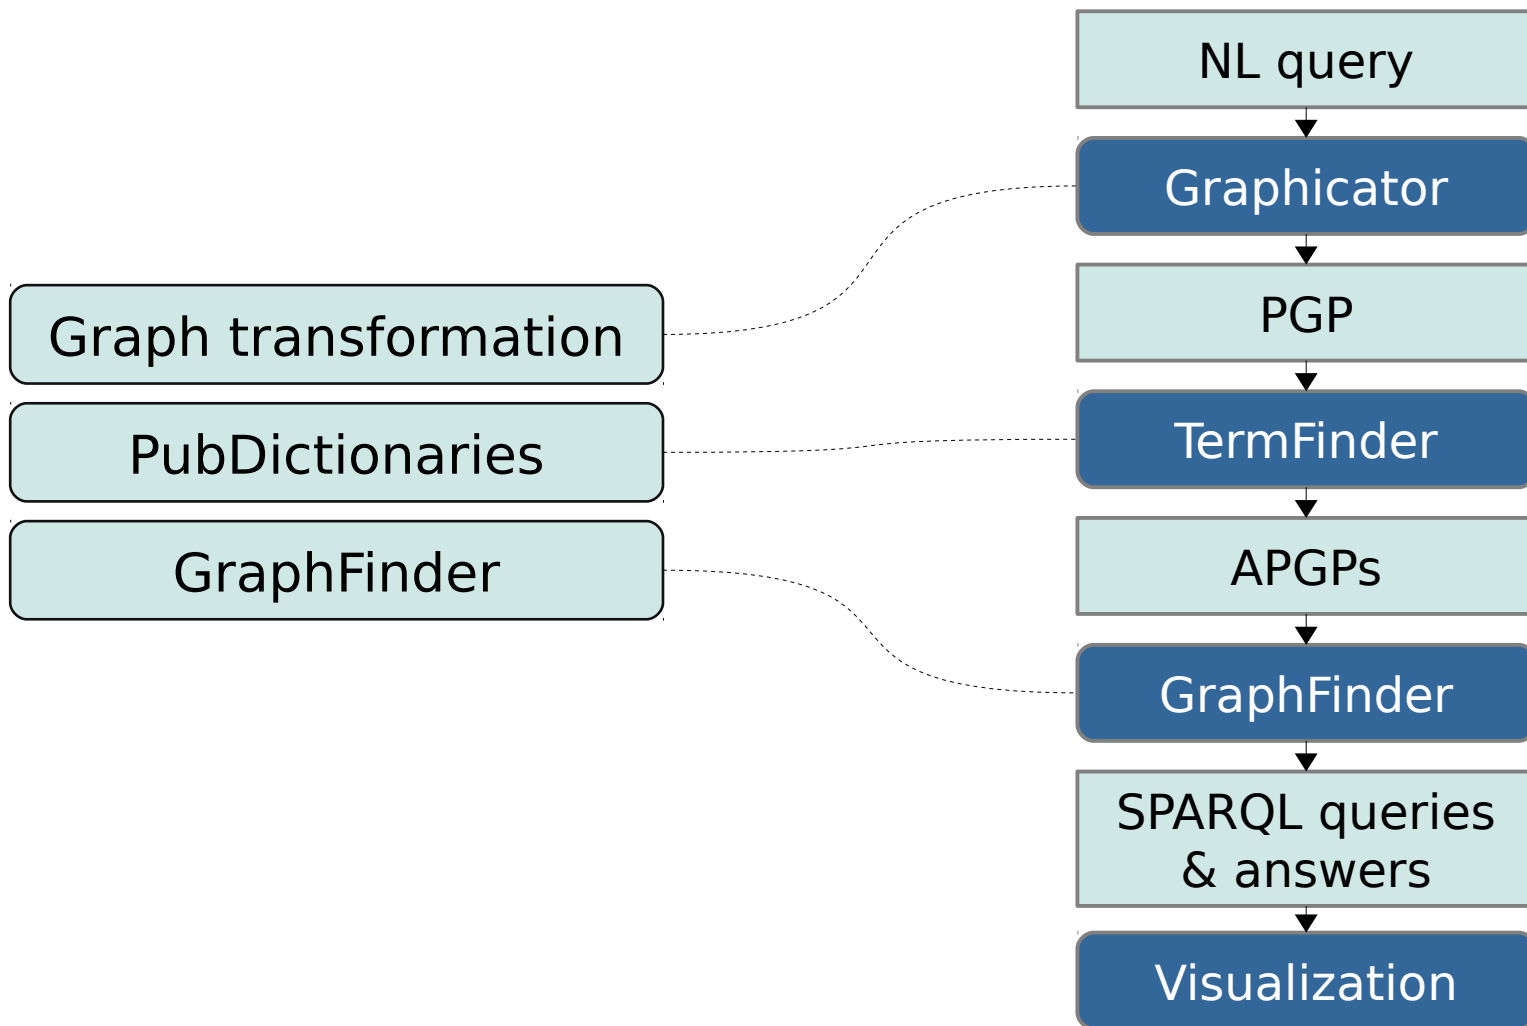 NL query
Graphicator
PGP
TermFinder
APGPs
GraphFinder
SPARQL queries
& answers
Visualization
Graph transformation
PubDictionaries
GraphFinder